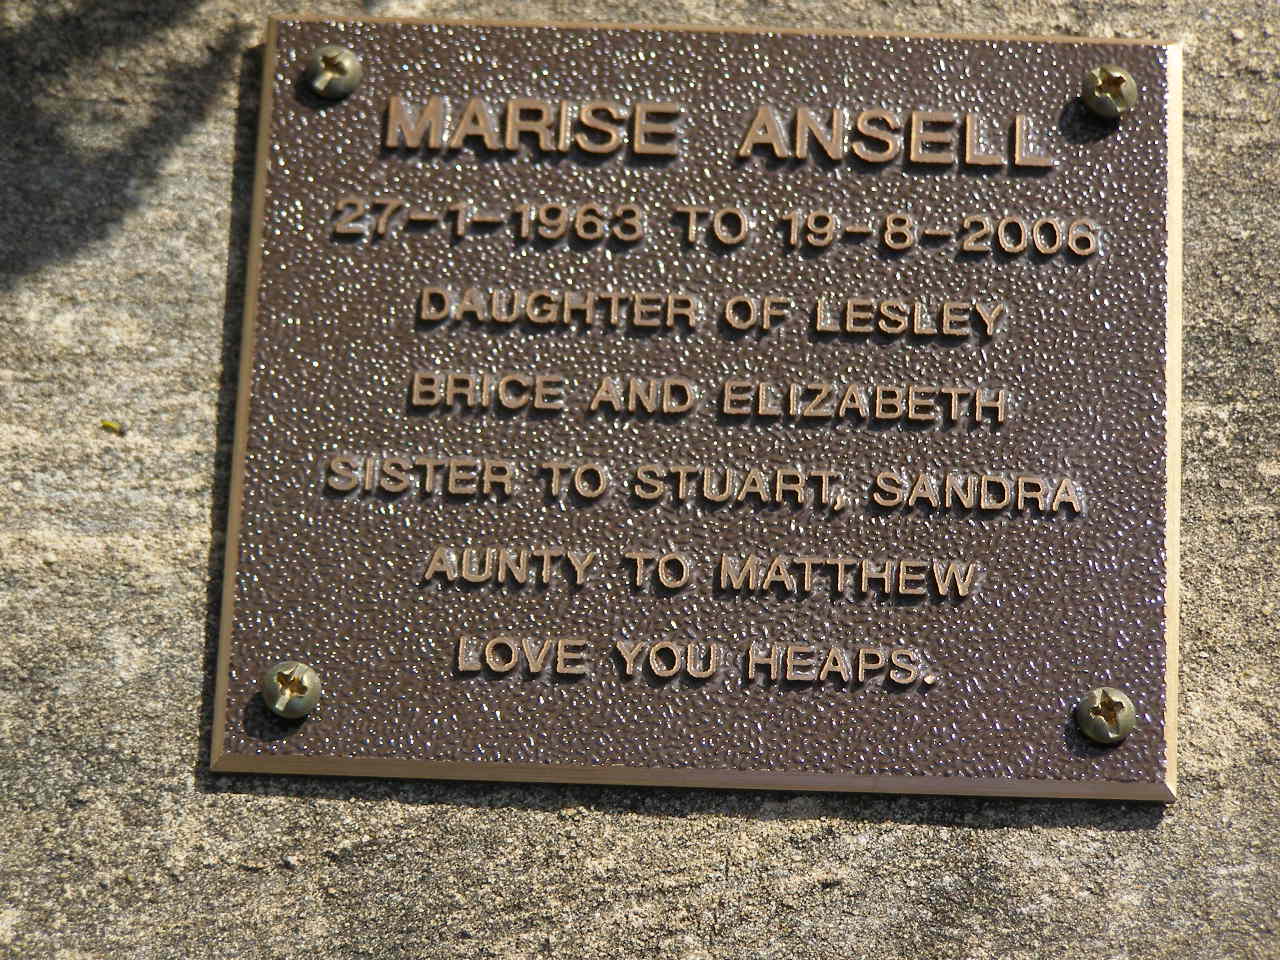 MARISE ANSELL
27-1-1963 TO 19-8-2006
DAUGHTER OF LESLEY
BRICE AND ELIZABETH
SISTER TO STUART, SANDRA
AUNTY TO MATTHEW
LOVE YOU HEAPS.